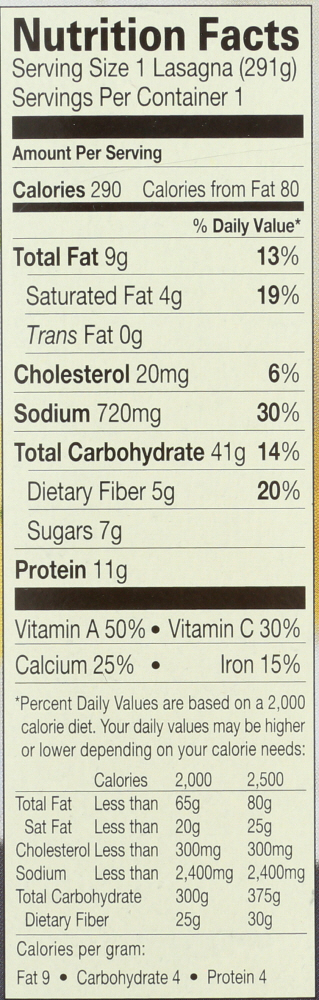 Nutrition Facts
Serving Size 1 Lasagna (291g)
Servings Per Container 1
Amount Per Serving
Calories 290 Calories from Fat 80
% Daily Value*
Total Fat 9g 13%
Saturated Fat 4g 19%
Trans Fat 0g
Cholesterol 20mg 6%
Sodium 720mg 30%
Total Carbohydrate 41g 14%
Dietary Fiber 5g 20%
Sugars 7g
Protein 11g
Vitamin A 50% • Vitamin C 30%
Calcium 25% • Iron 15%
*Percent Daily Values are based on a 2,000
calorie diet. Your daily values may be higher
or lower depending on your calorie needs:
Calories 2,000 2,500
Total Fat Less than 65g 80g
Sat Fat Less than 20g 25g
Cholesterol Less than 300mg 300mg
Sodium Less than 2,400mg 2,400mg
Total Carbohydrate 300g 375g
Dietary Fiber 25g 30g
Calories per gram:
Fat 9 • Carbohydrate 4 • Protein 4